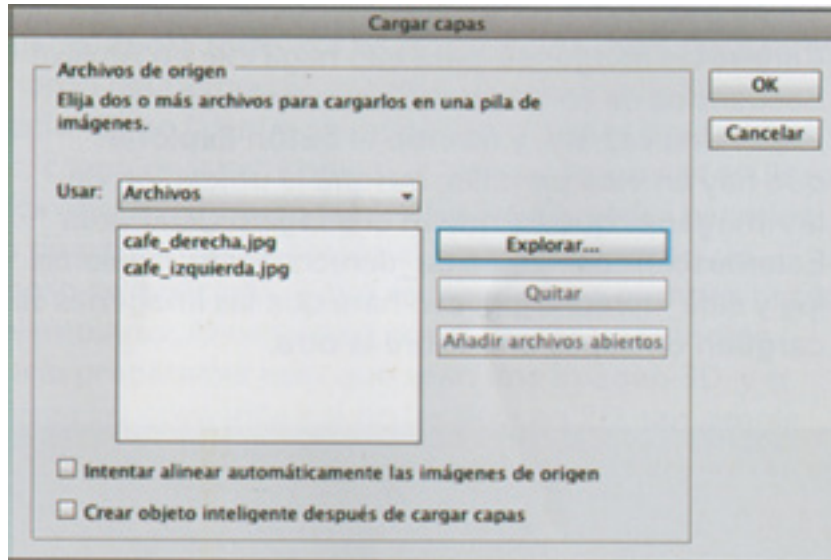 Cargar capas
Archivos de origen
Elija dos o más archivos para cargarlos en una pila de
imágenes.
OK
Cancelar
Usar: Archivos
cafe_derecha.jpg
cafe_izquierda.jpg
Explorar...
Quitar
Añadir archivos abiertos
Intentar alinear automáticamente las imágenes de origen
Crear objeto inteligente después de cargar capas